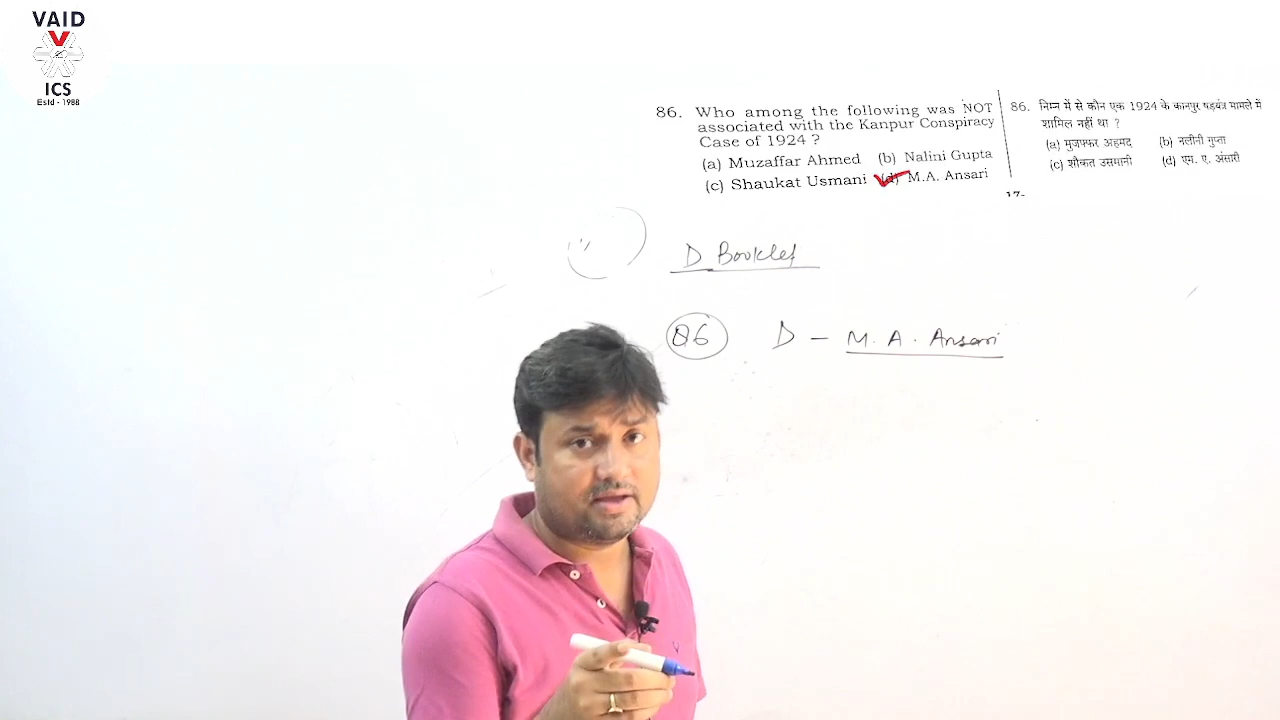 VAID
ICS
Estd - 1988
86. Who among the following was NOT
associated with the Kanpur Conspiracy
Case of 1924 ?
(a) Muzaffar Ahmed (b) Nalini Gupta
(c) Shaukat Usmani (d) M.A. Ansari
86. निम्न में से कौन एक 1924 के कानपुर षड़यंत्र मामले में
शामिल नहीं था ?
(a) मुजफ्फर अहमद (b) नलीनी गुप्ता
(c) शौकत उसमानी (d) एम. ए. अंसारी
17-
D Booklet
86 D - M. A. Ansari